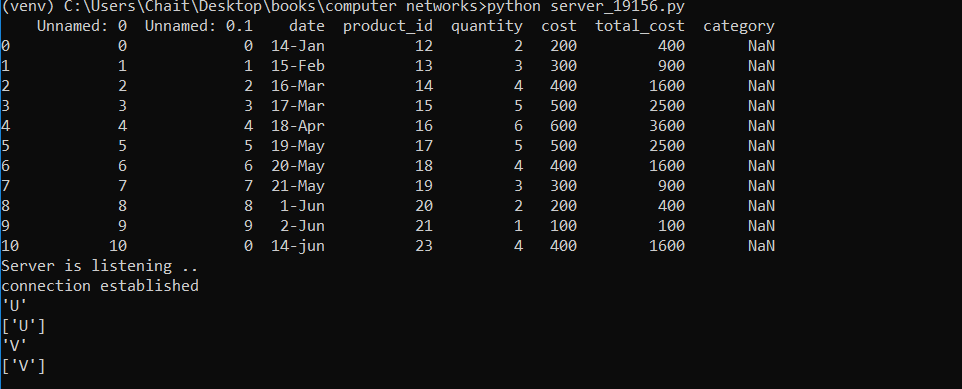 (venv) C:\Users\Chait\Desktop\books\computer networks>python server_19156.py
Unnamed: 0 Unnamed: 0.1 date product_id quantity cost total_cost category
0 0 0 14-Jan 12 2 200 400 NaN
1 1 1 15-Feb 13 3 300 900 NaN
2 2 2 16-Mar 14 4 400 1600 NaN
3 3 3 17-Mar 15 5 500 2500 NaN
4 4 4 18-Apr 16 6 600 3600 NaN
5 5 5 19-May 17 5 500 2500 NaN
6 6 6 20-May 18 4 400 1600 NaN
7 7 7 21-May 19 3 300 900 NaN
8 8 8 1-Jun 20 2 200 400 NaN
9 9 9 2-Jun 21 1 100 100 NaN
10 10 0 14-jun 23 4 400 1600 NaN
Server is listening ..
connection established
'U'
['U']
'V'
['V']